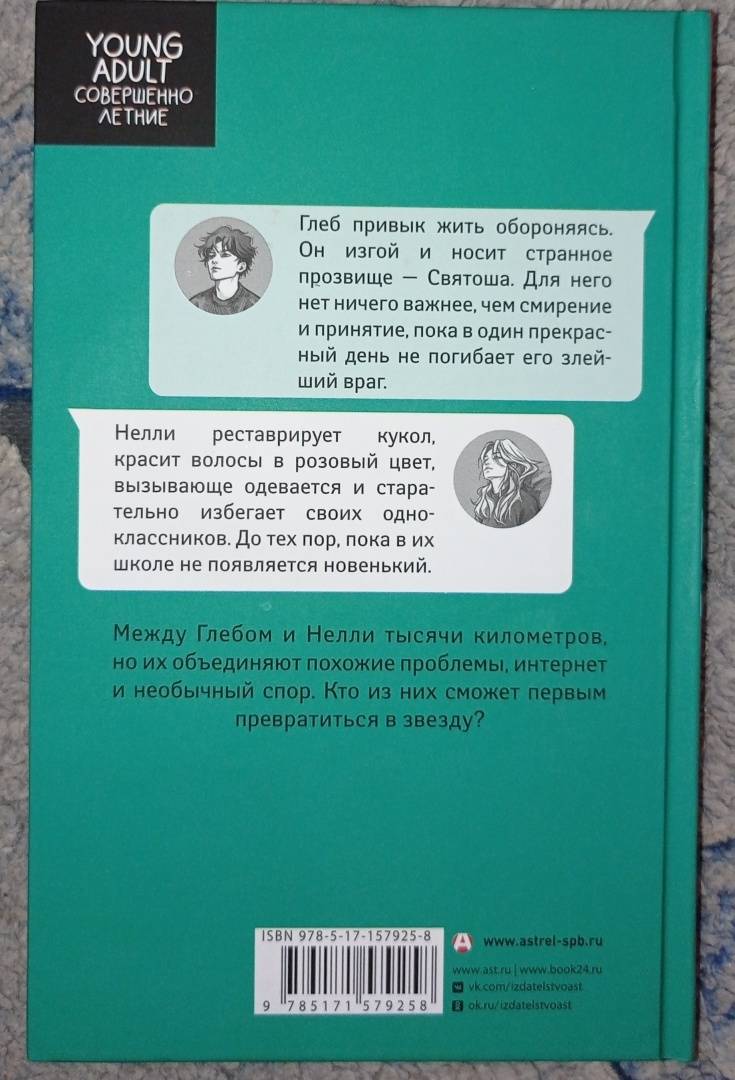 YOUNG
ADULT
СОВЕРШЕННО
ЛЕТНИЕ
Глеб привык жить обороняясь.
Он изгой и носит странное
прозвище — Святоша. Для него
нет ничего важнее, чем смирение
и принятие, пока в один прекрас-
ный день не погибает его злей-
ший враг.
Нелли реставрирует кукол,
красит волосы в розовый цвет,
вызывающе одевается и стара-
тельно избегает своих одно-
классников. До тех пор, пока в их
школе не появляется новенький.
Между Глебом и Нелли тысячи километров,
но их объединяют похожие проблемы, интернет
и необычный спор. Кто из них сможет первым
превратиться в звезду?
ISBN 978-5-17-157925-8
9 785171 579258
www.astrel-spb.ru
www.ast.ru | www.book24.ru
vk.com/izdatelstvoast
ok.ru/izdatelstvoast